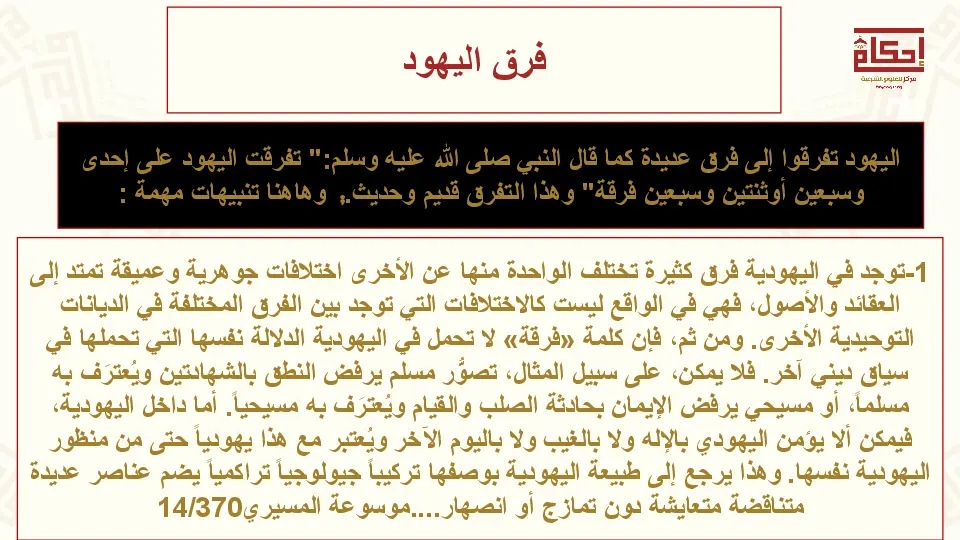 فرق اليهود
إحكام
مركز للعلوم الشرعية
اليهود تفرقوا إلى فرق عديدة كما قال النبي صلى الله عليه وسلم:" تفرقت اليهود على إحدى
وسبعين أوثنتين وسبعين فرقة" وهذا التفرق قديم وحديث., وهاهنا تنبيهات مهمة :
1-توجد في اليهودية فرق كثيرة تختلف الواحدة منها عن الأخرى اختلافات جوهرية وعميقة تمتد إلى
العقائد والأصول، فهي في الواقع ليست كالاختلافات التي توجد بين الفرق المختلفة في الديانات
التوحيدية الأخرى. ومن ثم، فإن كلمة «فرقة» لا تحمل في اليهودية الدلالة نفسها التي تحملها في
سياق ديني آخر. فلا يمكن، على سبيل المثال، تصوُّر مسلم يرفض النطق بالشهادتين ويُعترَف به
مسلماً، أو مسيحي يرفض الإيمان بحادثة الصلب والقيام ويُعترَف به مسيحياً. أما داخل اليهودية،
فيمكن ألا يؤمن اليهودي بالإله ولا بالغيب ولا باليوم الآخر ويُعتبر مع هذا يهودياً حتى من منظور
اليهودية نفسها. وهذا يرجع إلى طبيعة اليهودية بوصفها تركيباً جيولوجياً تراكمياً يضم عناصر عديدة
متناقضة متعايشة دون تمازج أو انصهار....موسوعة المسيري14/370